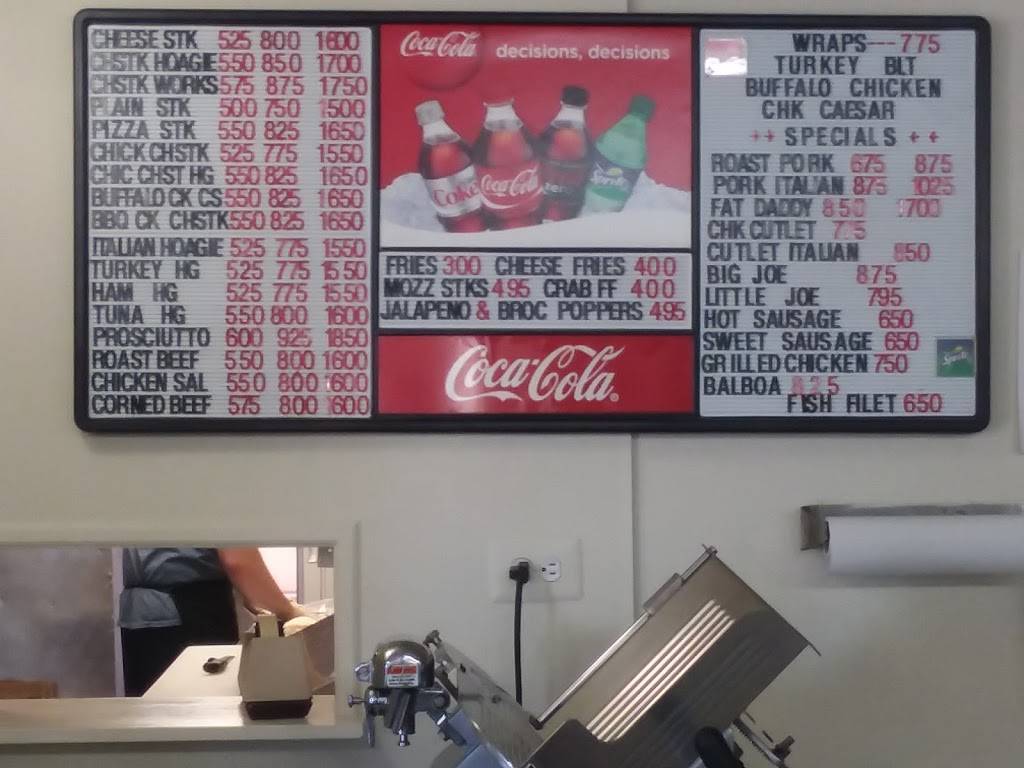 CHEESE STK 525 800 1600
CHSTK HOAGIE 550 850 1700
CHSTK WORKS 575 875 1750
PLAIN STK 500 750 1500
PIZZA STK 550 825 1650
CHICK CHSTK 525 775 1550
CHIC CHST HG 550 825 1650
BUFFALO CK CS 550 825 1650
BBQ CX CHSTK 550 825 1650
ITALIAN HOAGIE 525 775 1550
TURKEY HG 525 775 1550
HAM HG 525 775 1550
TUNA HG 550 800 1600
PROSCIUTTO 600 925 1850
ROAST BEEF 550 800 1600
CHICKEN SAL 550 800 1600
CORNED BEEF 575 800 1600
Coca-Cola decisions, decisions
Coke
Coca-Cola
zero
Sprite
FRIES 300 CHEESE FRIES 400
MOZZ STKS 495 CRAB FF 400
JALAPENO & BROC POPPERS 495
Coca-Cola
WRAPS---775
TURKEY BLT
BUFFALO CHICKEN
CHK CAESAR
++ SPECIALS ++
ROAST PORK 675 875
PORK ITALIAN 875 1025
FAT DADDY 850 1700
CHK CUTLET 775
CUTLET ITALIAN 850
BIG JOE 875
LITTLE JOE 795
HOT SAUSAGE 650
SWEET SAUSAGE 650
GRILLED CHICKEN 750
BALBOA 825
FISH FILET 650
Sprite